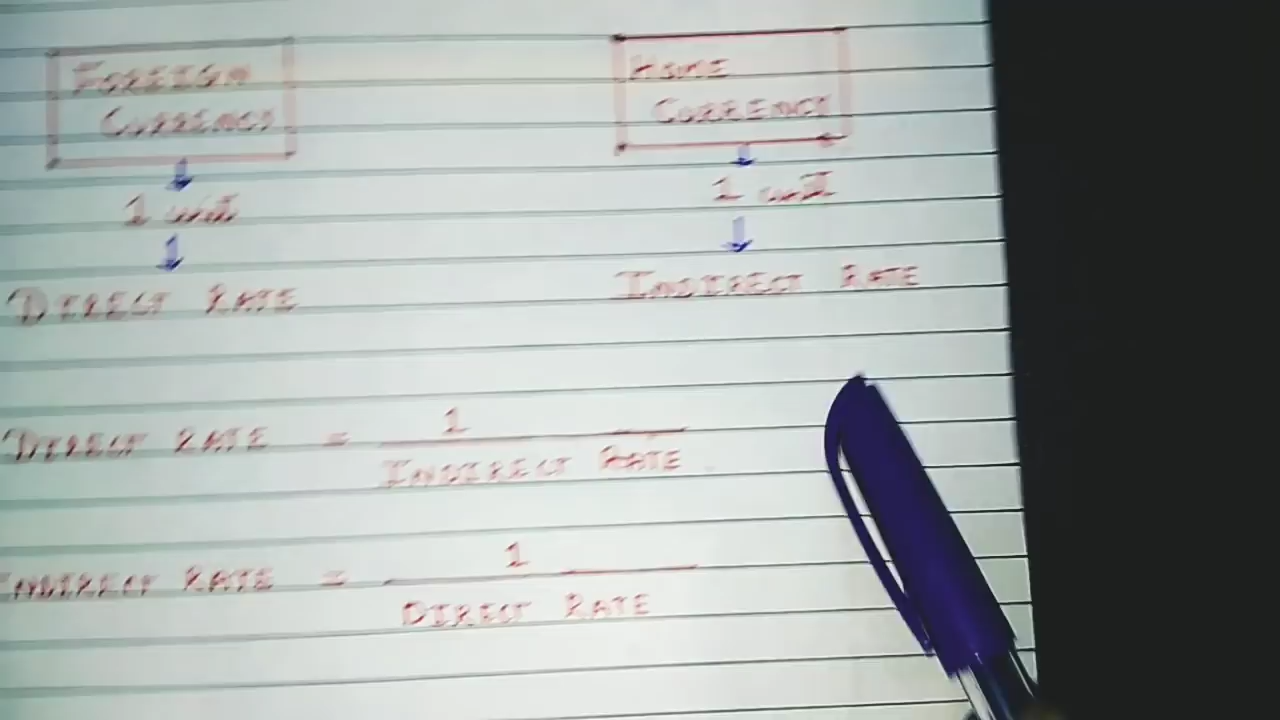 FOREIGN
CURRENCY
HOME
CURRENCY
1 unit
1 unit
DIRECT RATE
INDIRECT RATE
DIRECT RATE = 1
INDIRECT RATE
INDIRECT RATE = 1
DIRECT RATE